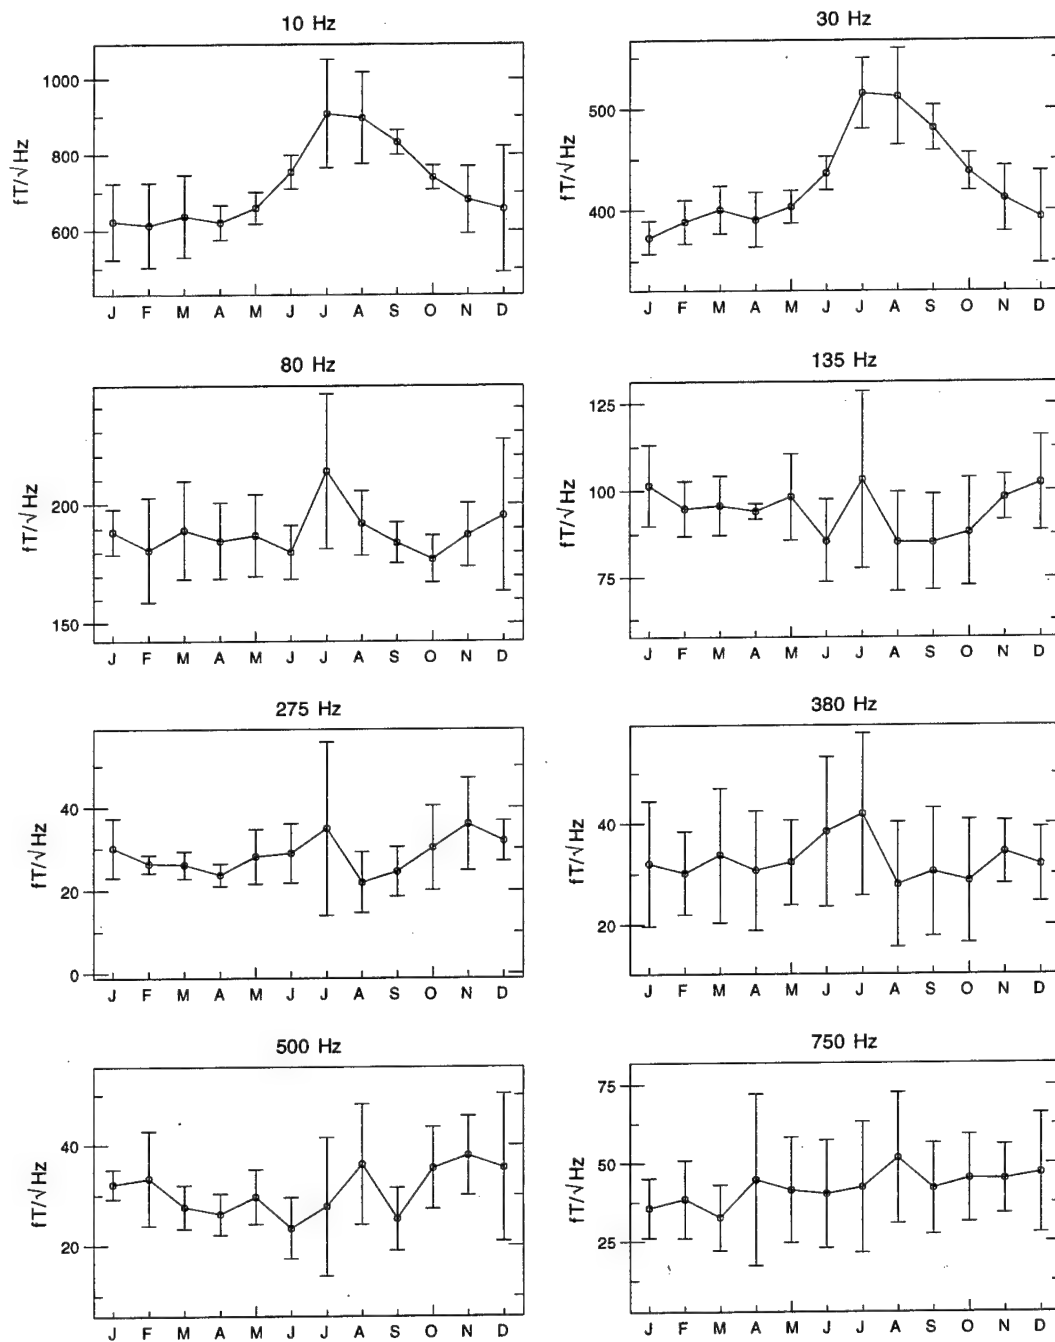 10 Hz
fT/√Hz
1000
800
600
J F M A M J J A S O N D
30 Hz
fT/√Hz
500
400
J F M A M J J A S O N D
80 Hz
fT/√Hz
200
150
J F M A M J J A S O N D
135 Hz
fT/√Hz
125
100
75
J F M A M J J A S O N D
275 Hz
fT/√Hz
40
20
0
J F M A M J J A S O N D
380 Hz
fT/√Hz
40
20
J F M A M J J A S O N D
500 Hz
fT/√Hz
40
20
J F M A M J J A S O N D
750 Hz
fT/√Hz
75
50
25
J F M A M J J A S O N D